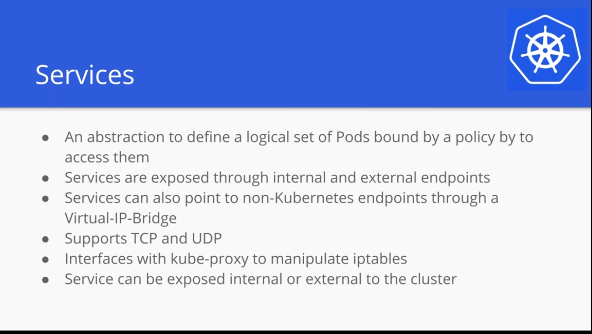 Services
● An abstraction to define a logical set of Pods bound by a policy by to
access them
● Services are exposed through internal and external endpoints
● Services can also point to non-Kubernetes endpoints through a
Virtual-IP-Bridge
● Supports TCP and UDP
● Interfaces with kube-proxy to manipulate iptables
● Service can be exposed internal or external to the cluster